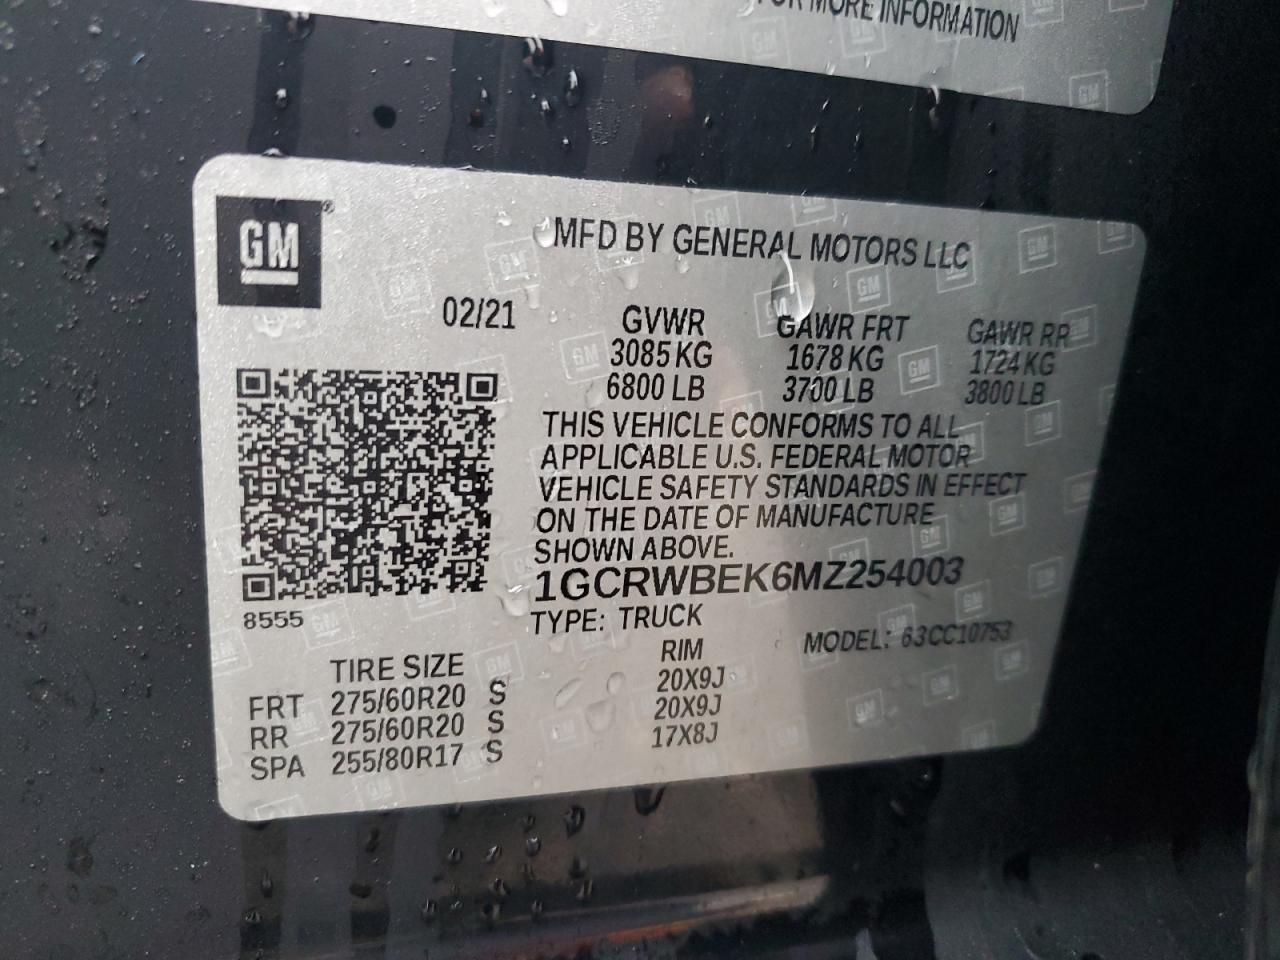 FOR MORE INFORMATION
GM®
MFD BY GENERAL MOTORS LLC
02/21
GVWR GAWR FRT GAWR RR
3085 KG 1678 KG 1724 KG
6800 LB 3700 LB 3800 LB
THIS VEHICLE CONFORMS TO ALL
APPLICABLE U.S. FEDERAL MOTOR
VEHICLE SAFETY STANDARDS IN EFFECT
ON THE DATE OF MANUFACTURE
SHOWN ABOVE.
1GCRWBEK6MZ254003
8555
TYPE: TRUCK
MODEL: 63CC10753
TIRE SIZE RIM
FRT 275/60R20 S 20X9J
RR 275/60R20 S 20X9J
SPA 255/80R17 S 17X8J